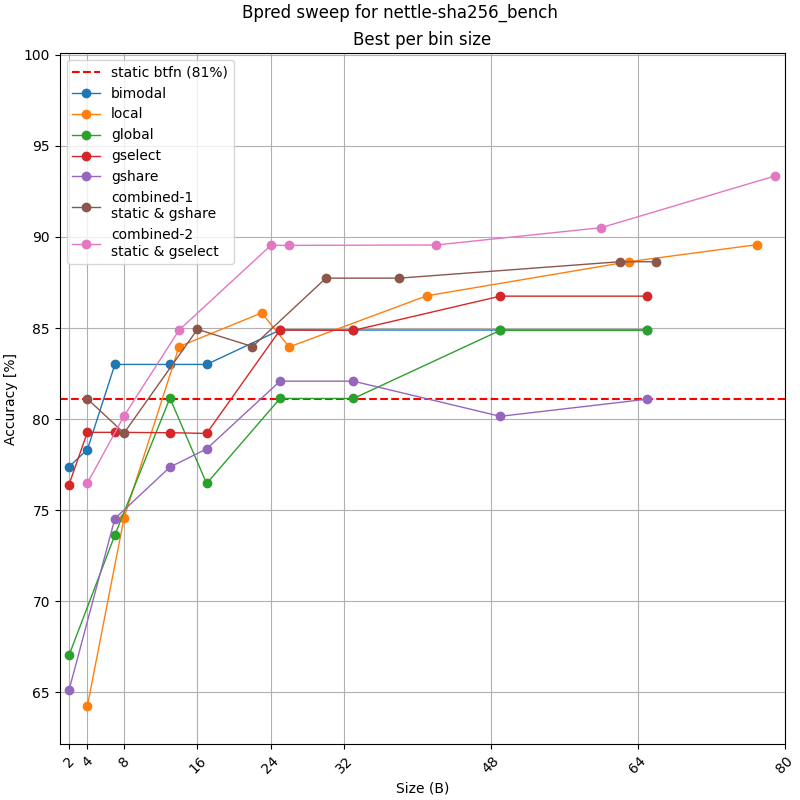 Bpred sweep for nettle-sha256_bench
Best per bin size
static btfn (81%)
bimodal
local
global
gselect
gshare
combined-1
static & gshare
combined-2
static & gselect
Accuracy [%]
100
95
90
85
80
75
70
65
2
4
8
16
24
32
48
64
80
Size (B)